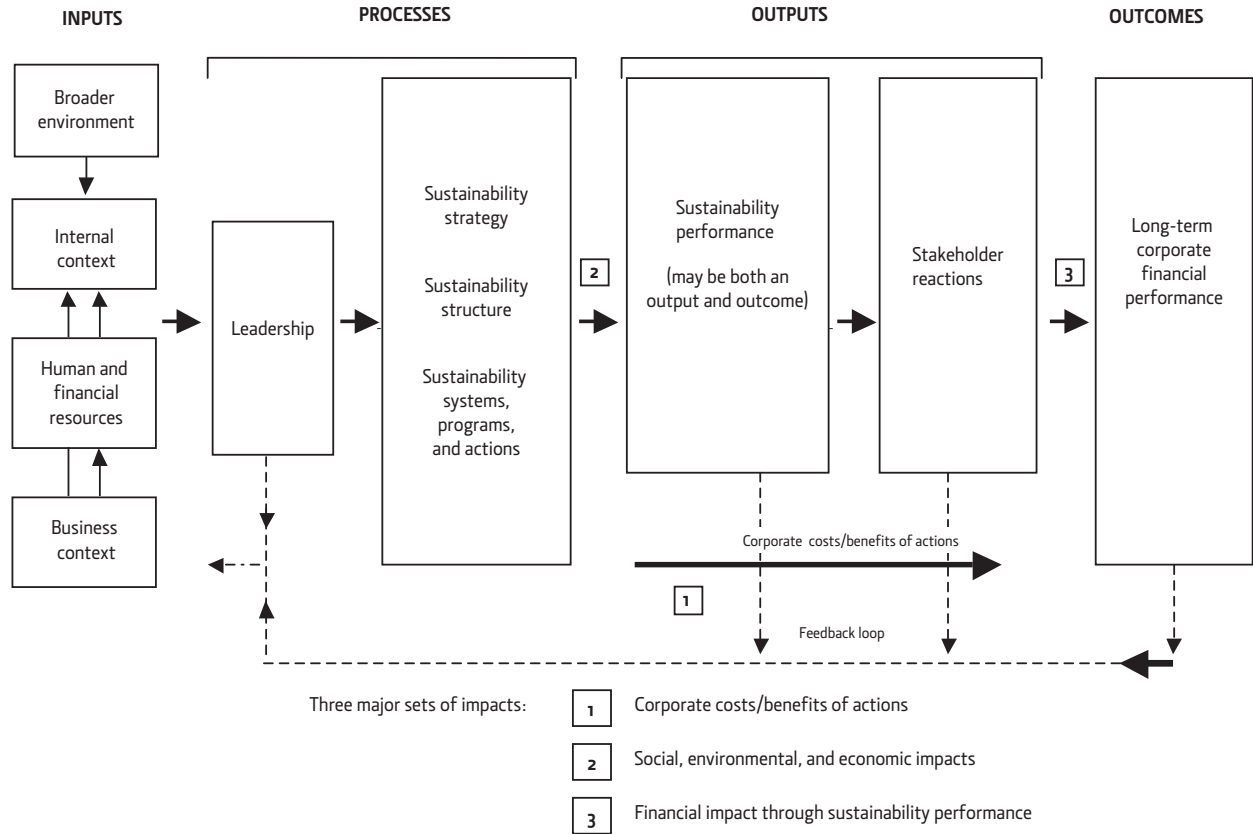 INPUTS
PROCESSES
OUTPUTS
OUTCOMES
Broader
environment
Internal
context
Human and
financial
resources
Business
context
Leadership
Sustainability
strategy
Sustainability
structure
Sustainability
systems,
programs,
and actions
2
Sustainability
performance
(may be both an
output and outcome)
Stakeholder
reactions
3
Long-term
corporate
financial
performance
Corporate costs/benefits of actions
1
Feedback loop
Three major sets of impacts:
1 Corporate costs/benefits of actions
2 Social, environmental, and economic impacts
3 Financial impact through sustainability performance